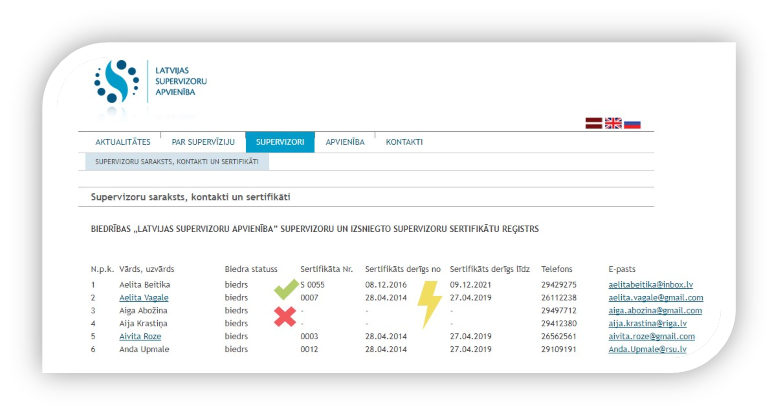 LATVIJAS
SUPERVIZORU
APVIENĪBA
AKTUALITĀTES PAR SUPERVĪZIJU SUPERVIZORI APVIENĪBA KONTAKTI
SUPERVIZORU SARAKSTS, KONTAKTI UN SERTIFIKĀTI
Supervizoru saraksts, kontakti un sertifikāti
BIEDRĪBAS „LATVIJAS SUPERVIZORU APVIENĪBA” SUPERVIZORU UN IZSNIEGTO SUPERVIZORU SERTIFIKĀTU REĢISTRS
N.p.k. Vārds, uzvārds Biedra statuss Sertifikāta Nr. Sertifikāts derīgs no Sertifikāts derīgs līdz Telefons E-pasts
1 Aelita Beitika biedrs S 0055 08.12.2016 09.12.2021 29429275 aelitabeitika@inbox.lv
2 Aelita Vagale biedrs 0007 28.04.2014 27.04.2019 26112238 aelita.vagale@gmail.com
3 Aiga Abožina biedrs - - - 29497712 aiga.abozina@gmail.com
4 Aija Krastiņa biedrs - - - 29412380 aija.krastina@riga.lv
5 Aivita Roze biedrs 0003 28.04.2014 27.04.2019 26562561 aivita.roze@gmail.com
6 Anda Upmale biedrs 0012 28.04.2014 27.04.2019 29109191 Anda.Upmale@rsu.lv